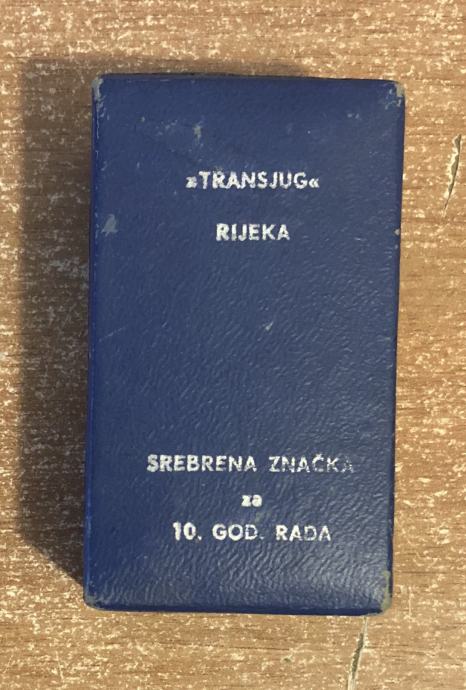 »TRANSJUG«
RIJEKA
SREBRENA ZNAČKA
za
10. GOD. RADA